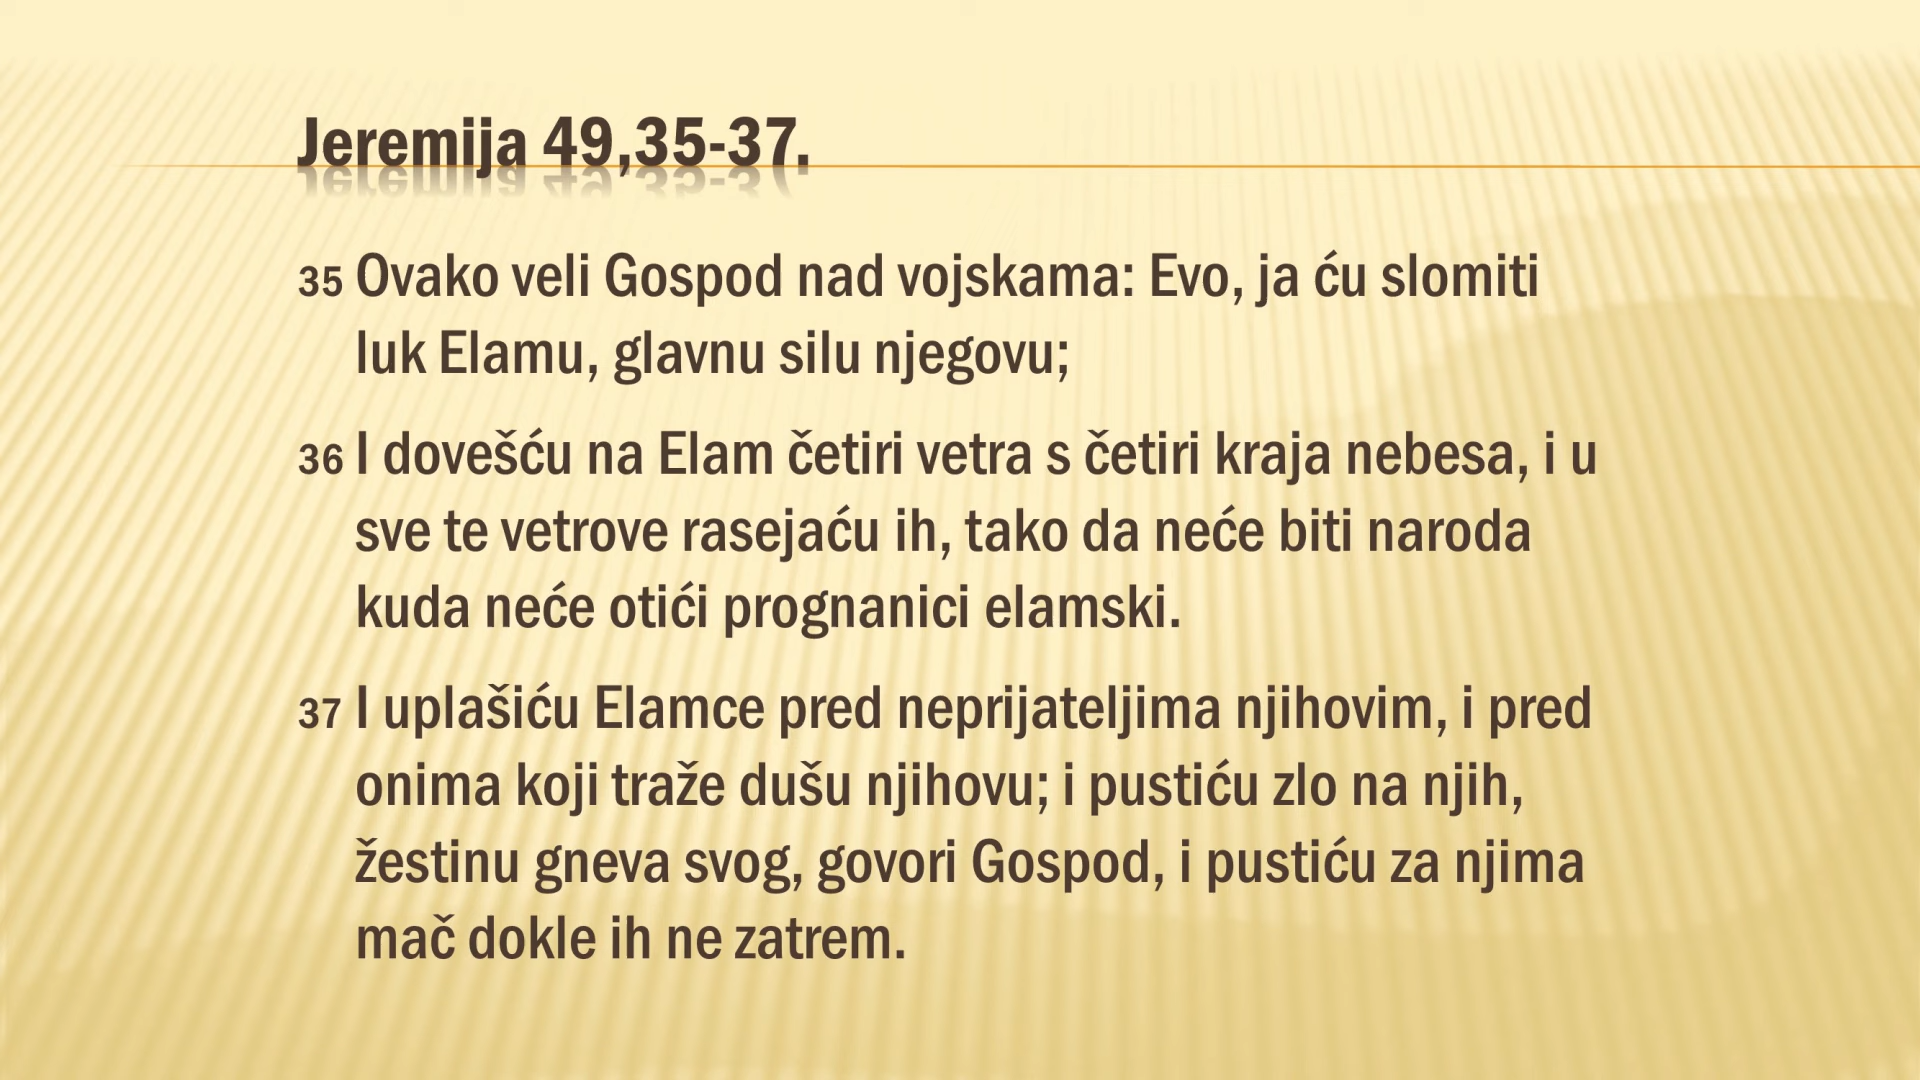 Jeremija 49,35-37.
35 Ovako veli Gospod nad vojskama: Evo, ja ću slomiti
luk Elamu, glavnu silu njegovu;
36 I dovešću na Elam četiri vetra s četiri kraja nebesa, i u
sve te vetrove rasejaću ih, tako da neće biti naroda
kuda neće otići prognanici elamski.
37 I uplašiću Elamce pred neprijateljima njihovim, i pred
onima koji traže dušu njihovu; i pustiću zlo na njih,
žestinu gneva svog, govori Gospod, i pustiću za njima
mač dokle ih ne zatrem.